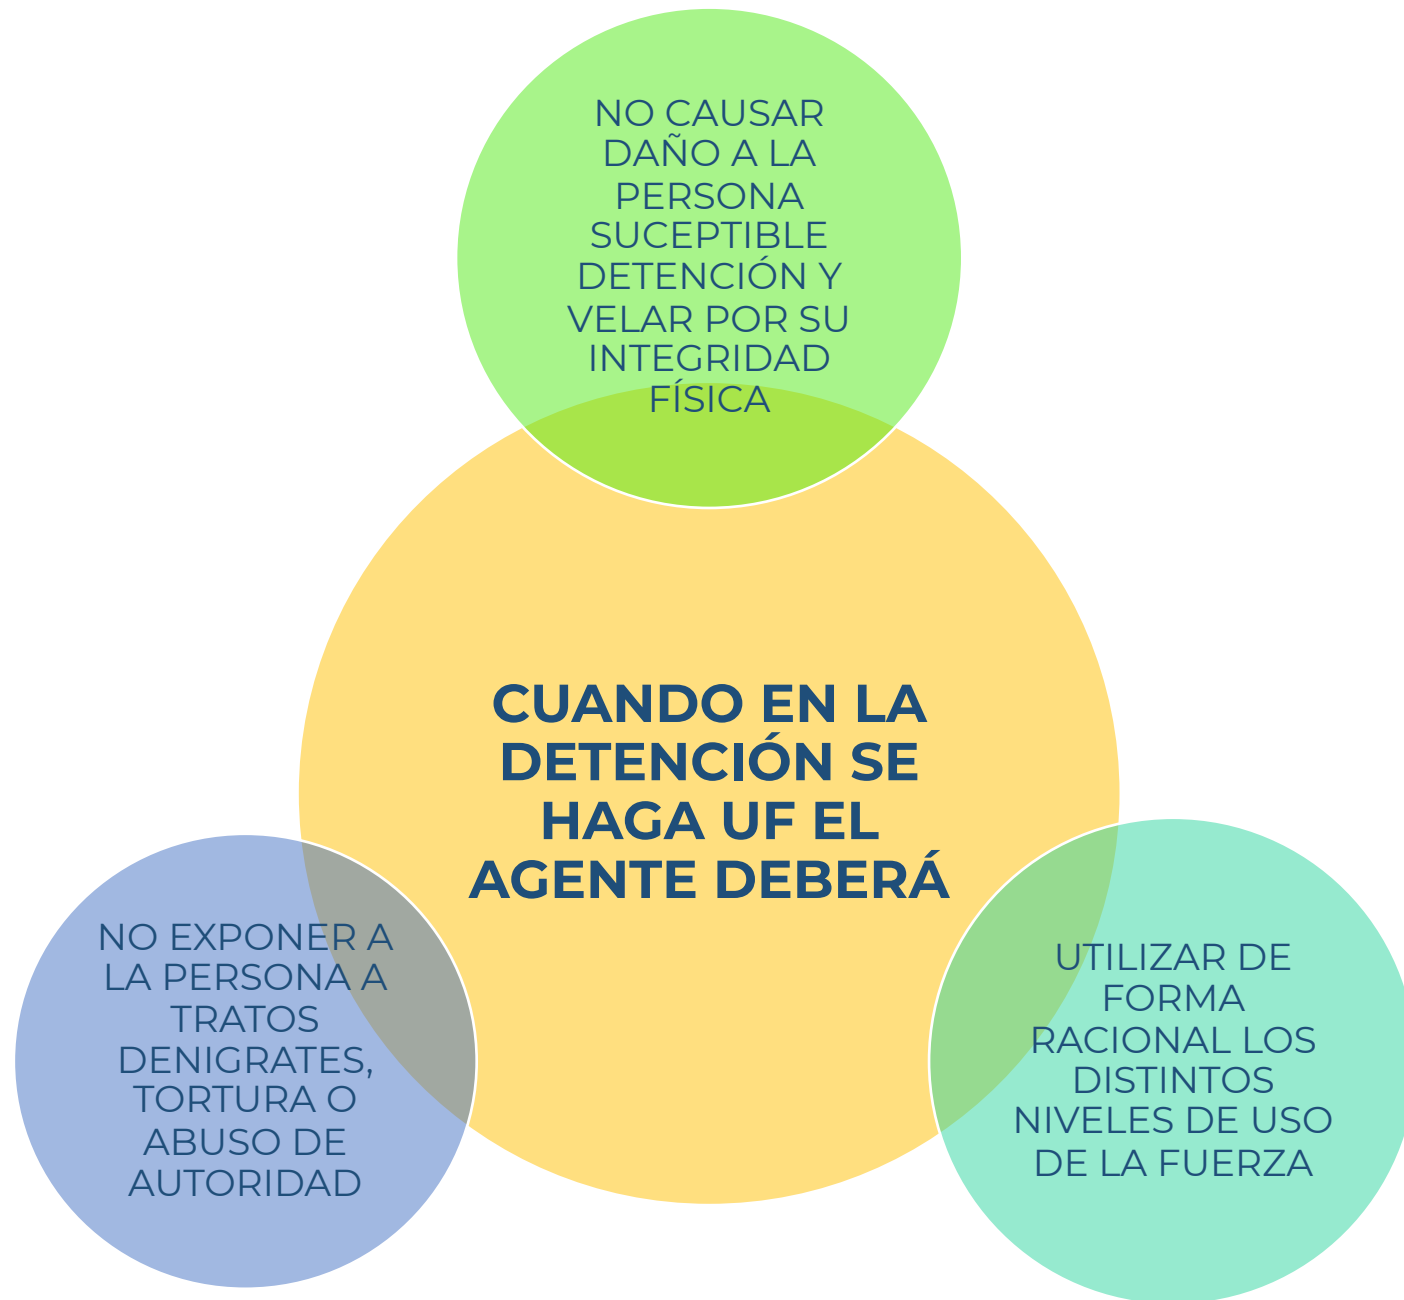 NO CAUSAR
DAÑO A LA
PERSONA
SUCEPTIBLE
DETENCIÓN Y
VELAR POR SU
INTEGRIDAD
FÍSICA
CUANDO EN LA
DETENCIÓN SE
HAGA UF EL
AGENTE DEBERÁ
NO EXPONER A
LA PERSONA A
TRATOS
DENIGRATES,
TORTURA O
ABUSO DE
AUTORIDAD
UTILIZAR DE
FORMA
RACIONAL LOS
DISTINTOS
NIVELES DE USO
DE LA FUERZA